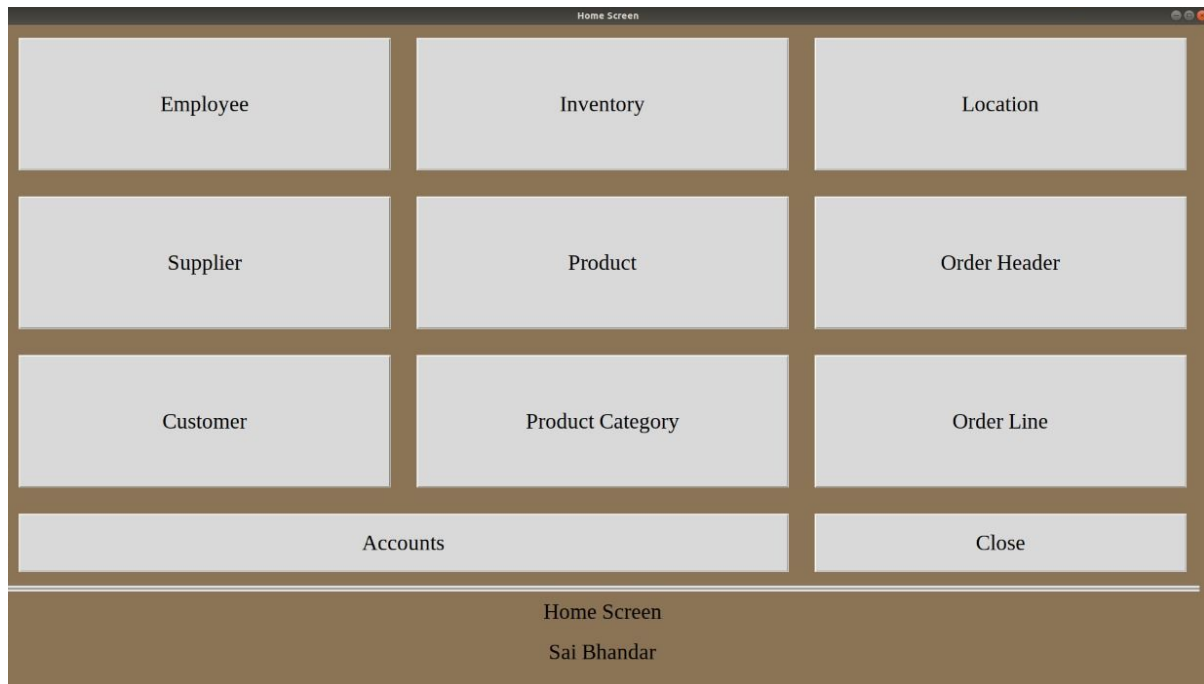 Home Screen
Employee
Inventory
Location
Supplier
Product
Order Header
Customer
Product Category
Order Line
Accounts
Close
Home Screen
Sai Bhandar